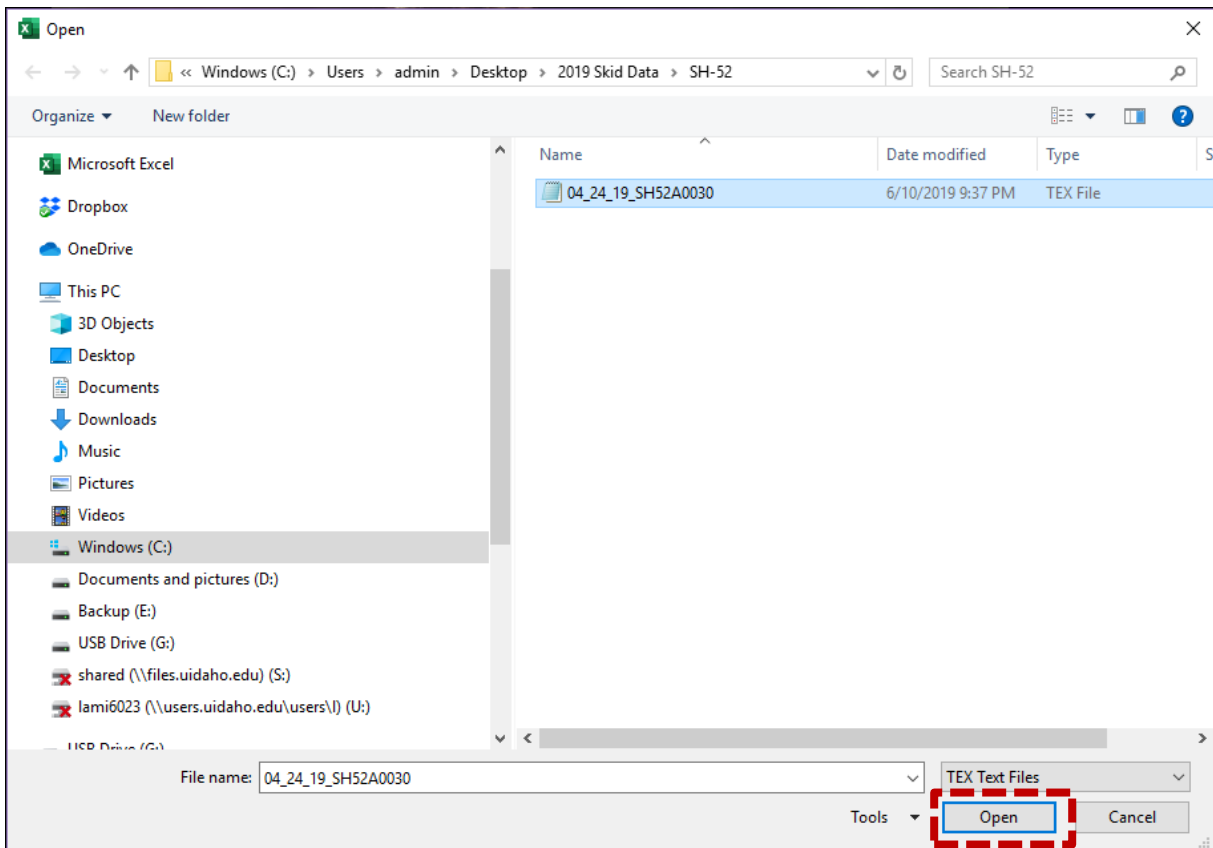 Open
« Windows (C:) › Users › admin › Desktop › 2019 Skid Data › SH-52
Search SH-52
Organize New folder
Name Date modified Type S
04_24_19_SH52A0030 6/10/2019 9:37 PM TEX File
Microsoft Excel
Dropbox
OneDrive
This PC
3D Objects
Desktop
Documents
Downloads
Music
Pictures
Videos
Windows (C:)
Documents and pictures (D:)
Backup (E:)
USB Drive (G:)
shared (\\files.uidaho.edu) (S:)
lami6023 (\\users.uidaho.edu\users\l) (U:)
USB Drive (G:)
File name: 04_24_19_SH52A0030 TEX Text Files
Tools Open Cancel